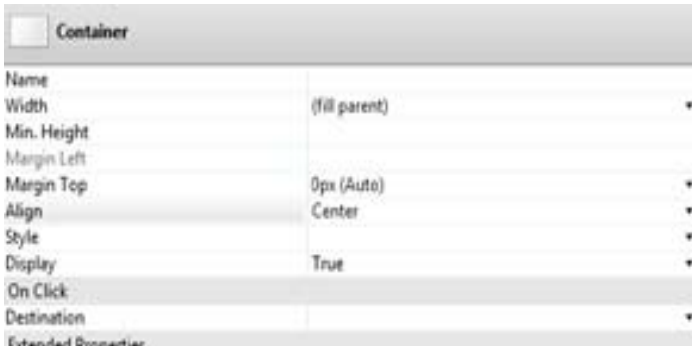 Container
Name
Width (fill parent)
Min. Height
Margin Left
Margin Top 0px (Auto)
Align Center
Style
Display True
On Click
Destination
Extended Properties